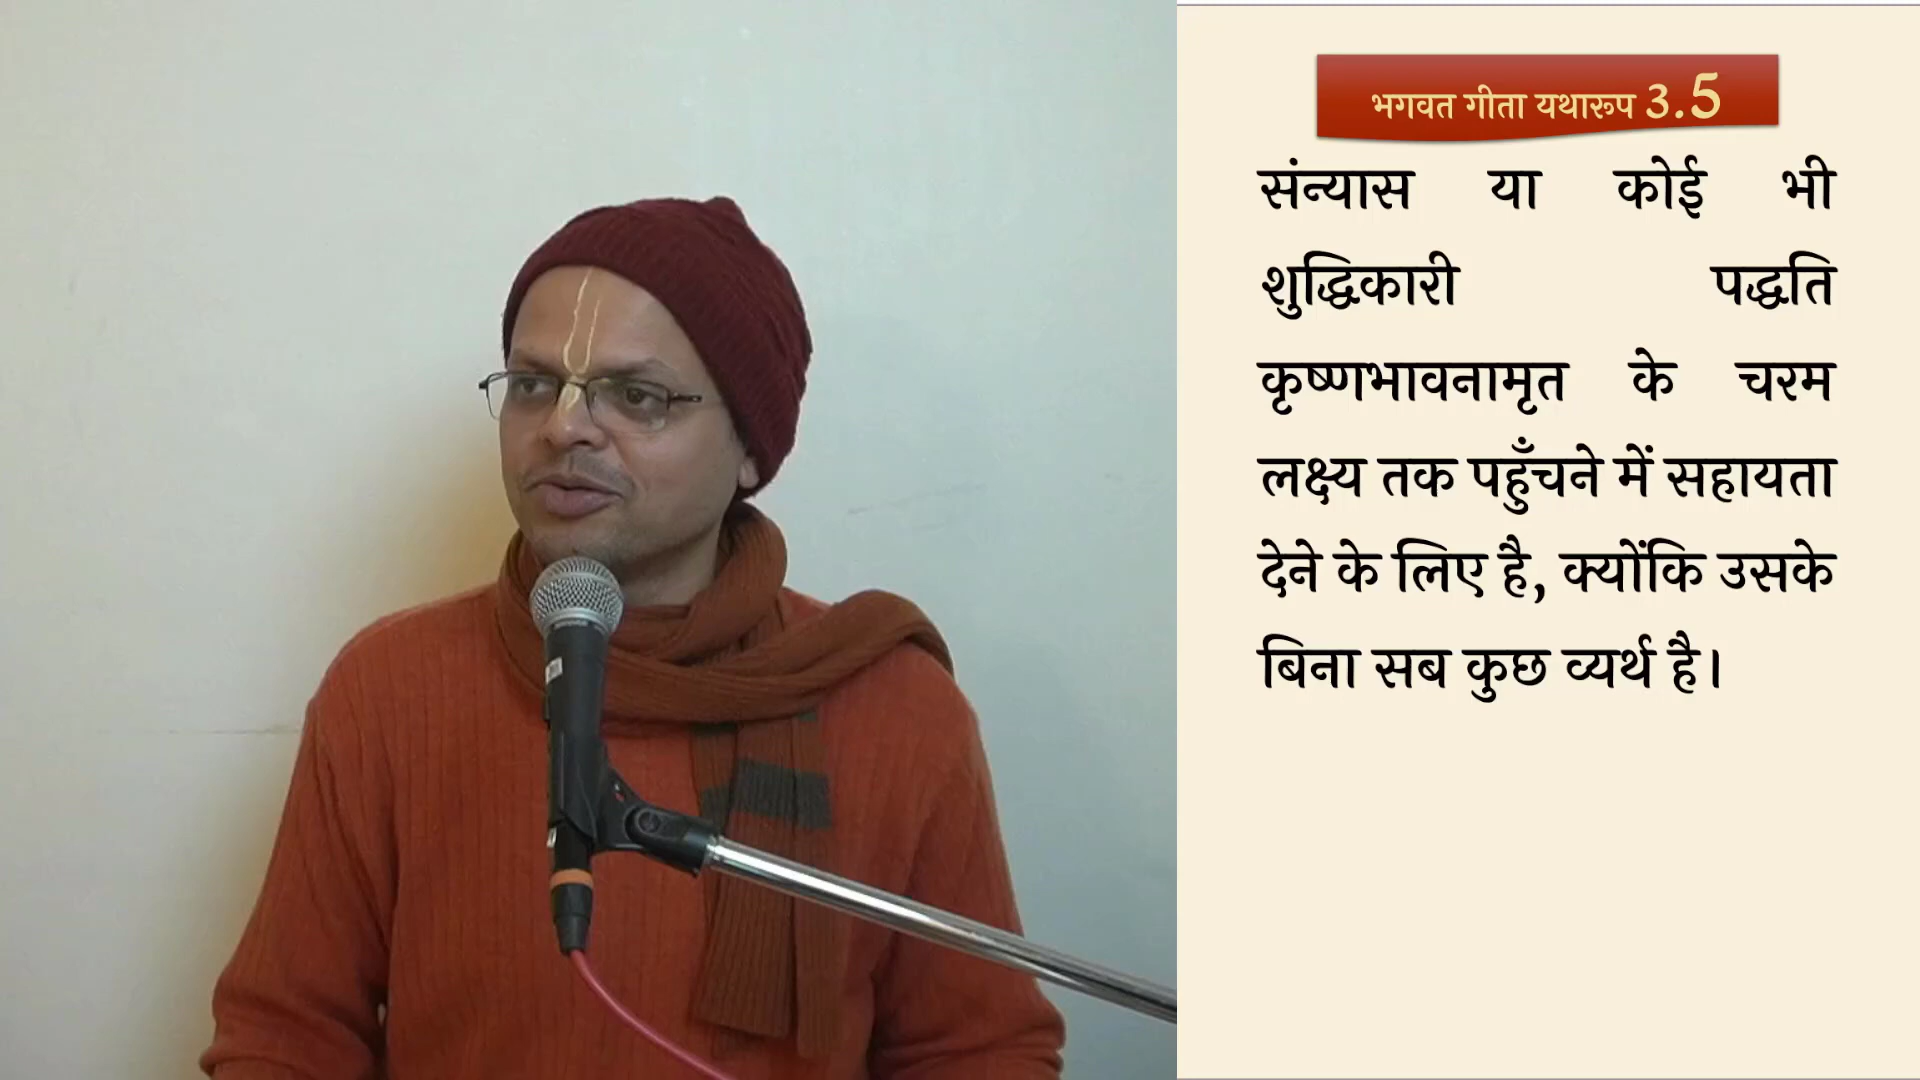 भगवत गीता यथारूप 3.5
संन्यास या कोई भी
शुद्धिकारी पद्धति
कृष्णभावनामृत के चरम
लक्ष्य तक पहुँचने में सहायता
देने के लिए है, क्योंकि उसके
बिना सब कुछ व्यर्थ है।